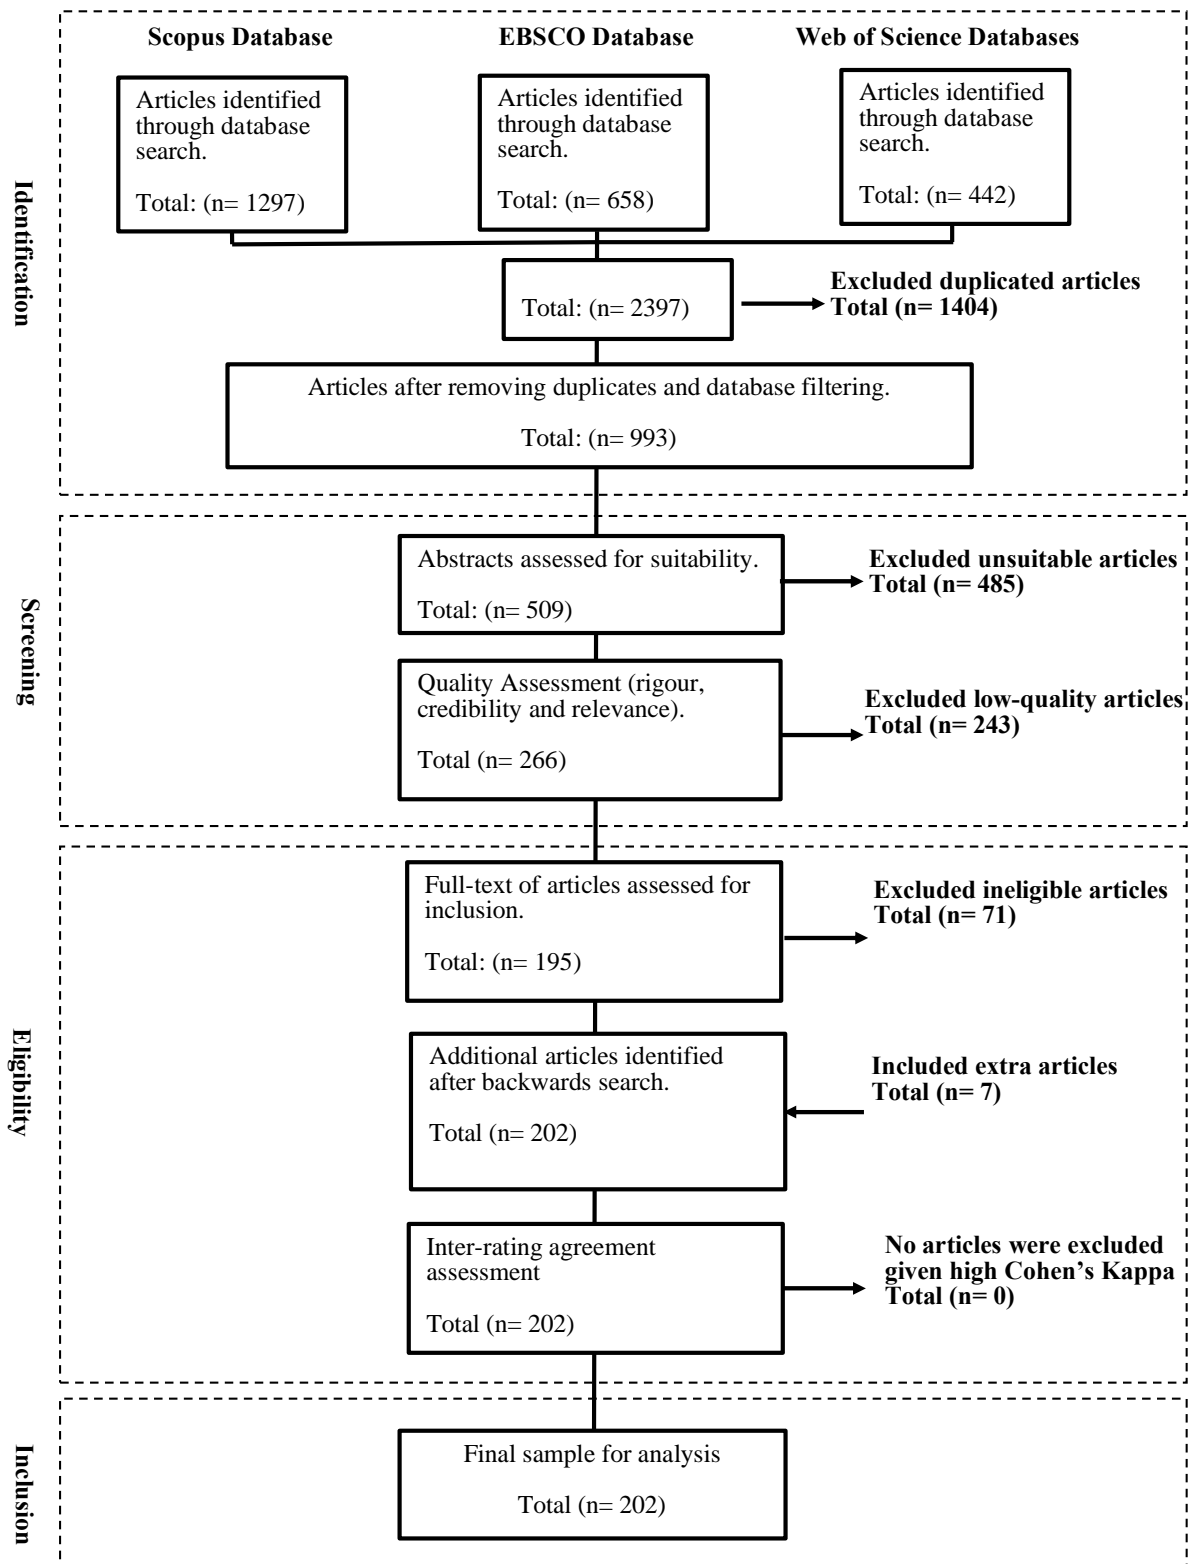 Identification
Scopus Database
EBSCO Database
Web of Science Databases
Articles identified
through database
search.
Total: (n= 1297)
Articles identified
through database
search.
Total: (n= 658)
Articles identified
through database
search.
Total: (n= 442)
Total: (n= 2397)
Excluded duplicated articles
Total (n= 1404)
Articles after removing duplicates and database filtering.
Total: (n= 993)
Screening
Abstracts assessed for suitability.
Total: (n= 509)
Excluded unsuitable articles
Total (n= 485)
Quality Assessment (rigour,
credibility and relevance).
Total (n= 266)
Excluded low-quality articles
Total (n= 243)
Eligibility
Full-text of articles assessed for
inclusion.
Total: (n= 195)
Excluded ineligible articles
Total (n= 71)
Additional articles identified
after backwards search.
Total (n= 202)
Included extra articles
Total (n= 7)
Inter-rating agreement
assessment
Total (n= 202)
No articles were excluded
given high Cohen’s Kappa
Total (n= 0)
Inclusion
Final sample for analysis
Total (n= 202)